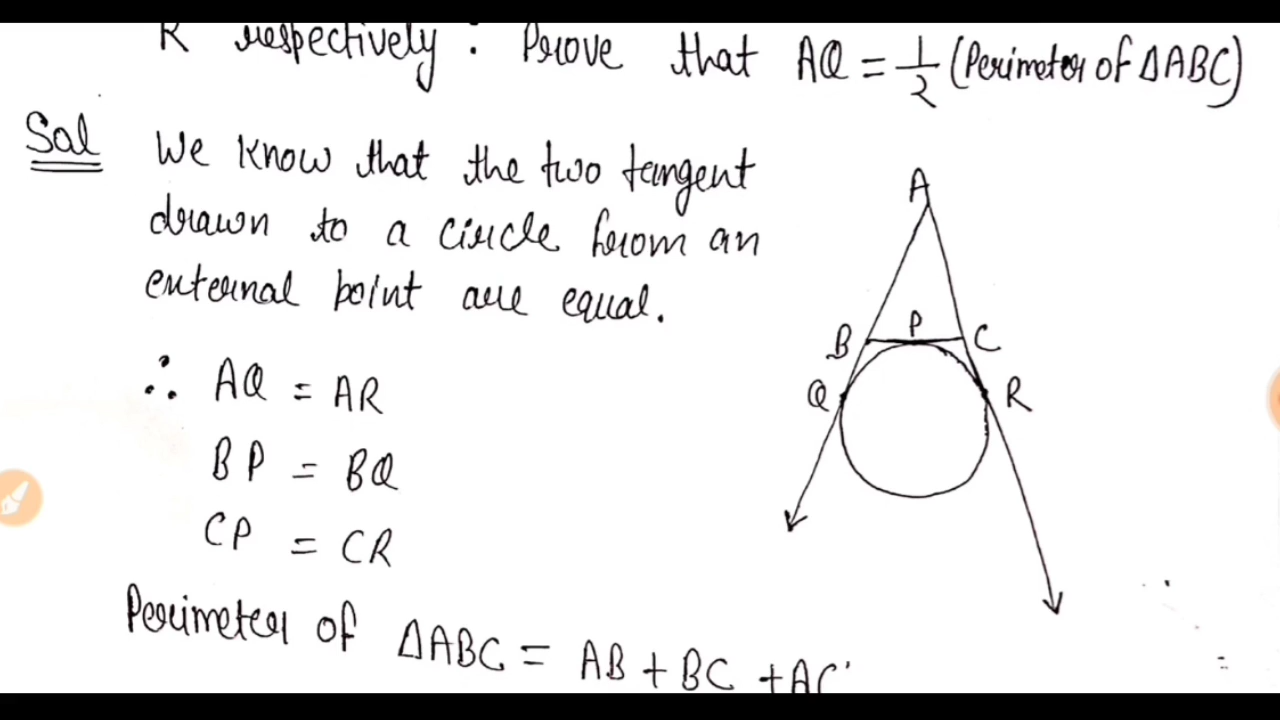 R respectively : Prove that AQ = 1/2 (Perimeter of ΔABC)
Sol We know that the two tangent
drawn to a circle from an
external point are equal.
∴ AQ = AR
BP = BQ
CP = CR
Perimeter of ΔABC = AB + BC + AC
A
B P C
Q R